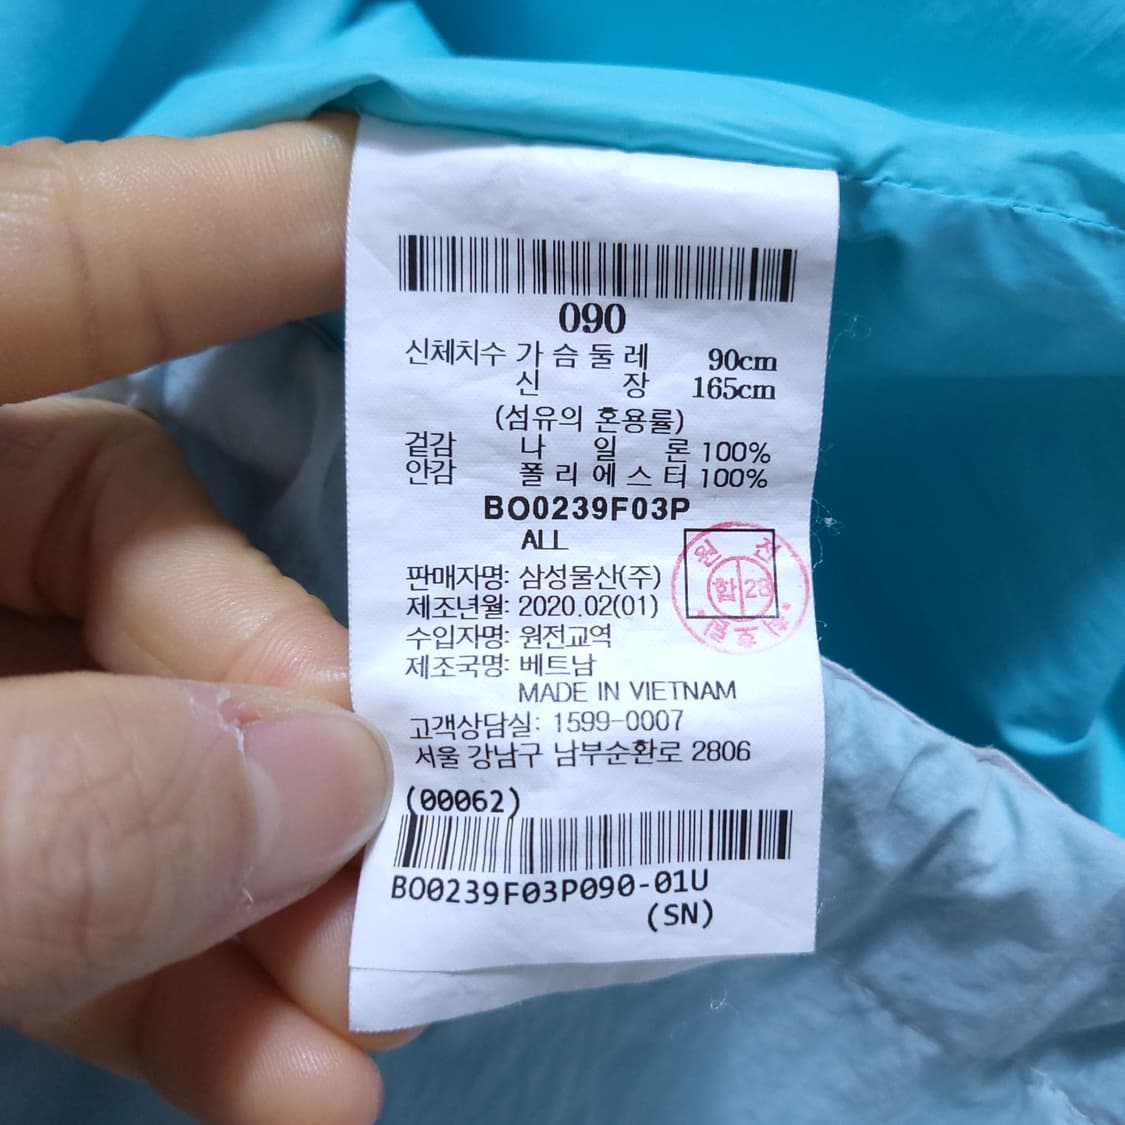 090
신체치수 가슴둘레 90cm
신장 165cm
(섬유의 혼용률)
겉감 나일론 100%
안감 폴리에스터 100%
BO0239F03P
ALL
판매자명: 삼성물산(주)
제조년월: 2020.02(01)
수입자명: 원전교역
제조국명: 베트남
MADE IN VIETNAM
고객상담실: 1599-0007
서울 강남구 남부순환로 2806
원전
합 28
(00062)
BO0239F03P090-01U
(SN)